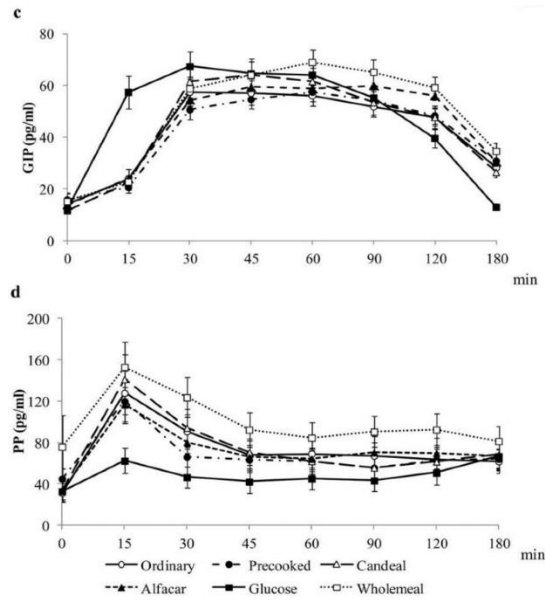 c
80
60
40
20
0
GIP (pg/ml)
0 15 30 45 60 90 120 180
min
d
200
160
120
80
40
0
PP (pg/ml)
0 15 30 45 60 90 120 180
min
Ordinary Precooked Candeal
Alfacar Glucose Wholemeal